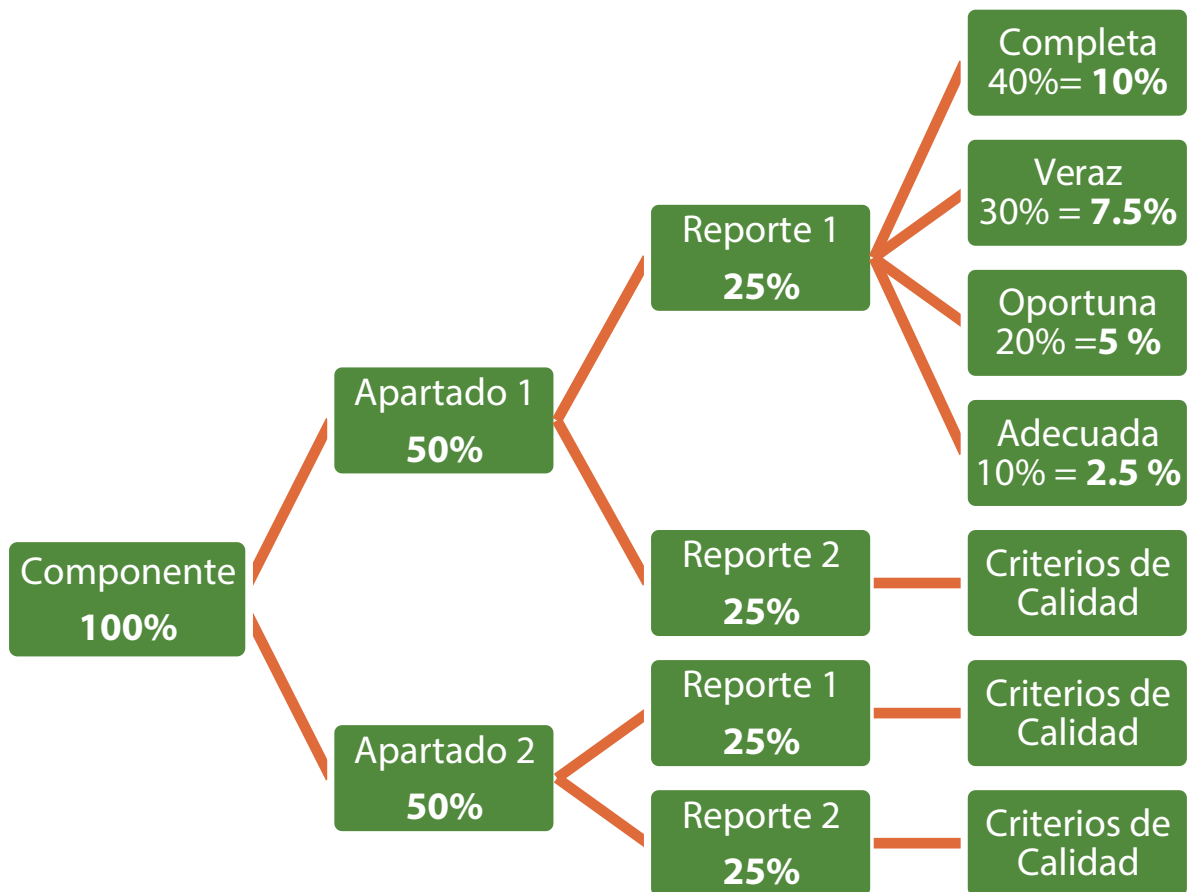 Componente
100%
Apartado 1
50%
Reporte 1
25%
Completa
40%= 10%
Veraz
30% = 7.5%
Oportuna
20% =5 %
Adecuada
10% = 2.5 %
Reporte 2
25%
Criterios de
Calidad
Apartado 2
50%
Reporte 1
25%
Criterios de
Calidad
Reporte 2
25%
Criterios de
Calidad